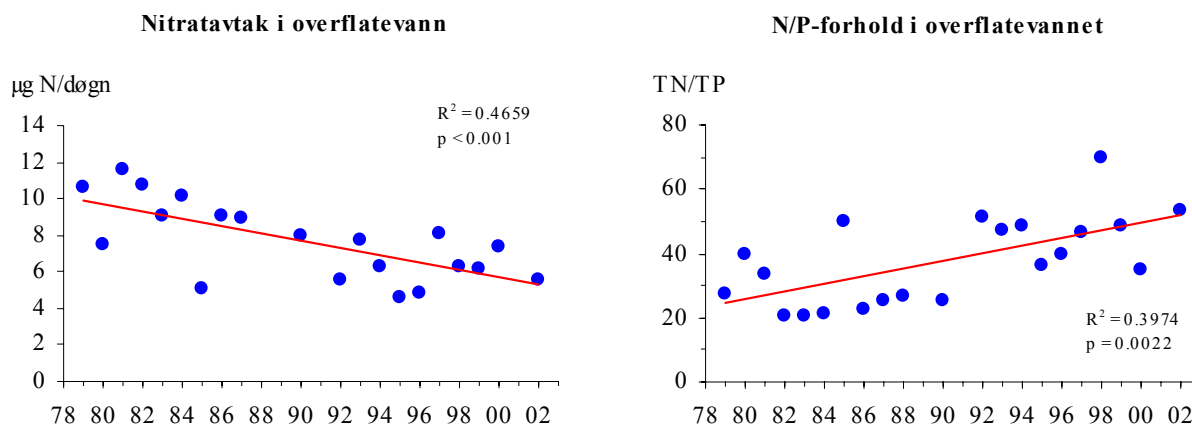 Nitratavtak i overflatevann
µg N/døgn
R² = 0.4659
p < 0.001
14
12
10
8
6
4
2
0
78 80 82 84 86 88 90 92 94 96 98 00 02
N/P-forhold i overflatevannet
TN/TP
80
60
40
20
0
R² = 0.3974
p = 0.0022
78 80 82 84 86 88 90 92 94 96 98 00 02